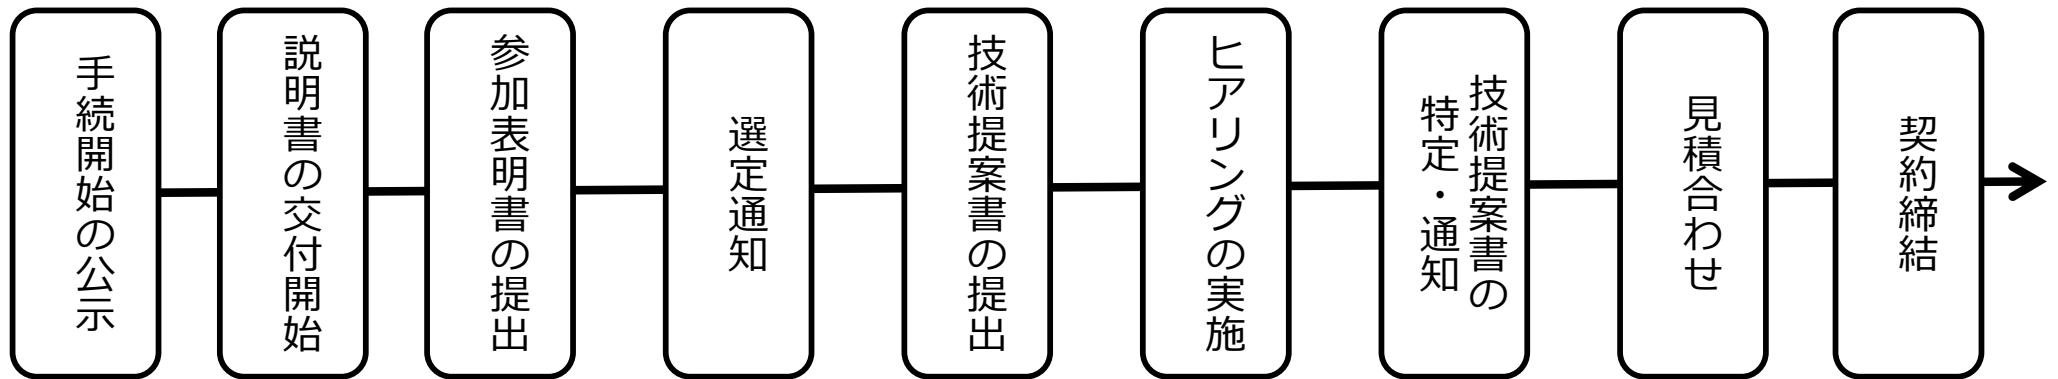 手続開始の公示
説明書の交付開始
参加表明書の提出
選定通知
技術提案書の提出
ヒアリングの実施
技術提案書の
特定・通知
見積合わせ
契約締結